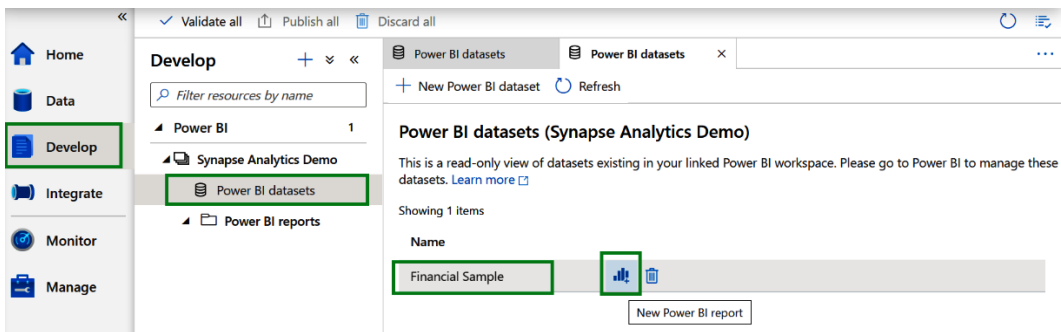 «
Validate all
Publish all
Discard all
Home
Data
Develop
Integrate
Monitor
Manage
Develop
«
Filter resources by name
Power BI 1
Synapse Analytics Demo
Power BI datasets
Power BI reports
Power BI datasets
Power BI datasets
New Power BI dataset
Refresh
Power BI datasets (Synapse Analytics Demo)
This is a read-only view of datasets existing in your linked Power BI workspace. Please go to Power BI to manage these
datasets. Learn more
Showing 1 items
Name
Financial Sample
New Power BI report